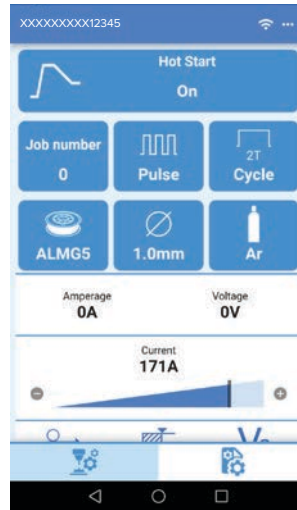 XXXXXXXXX12345
Hot Start
On
Job number
0
Pulse
2T
Cycle
ALMG5
1.0mm
Ar
Amperage
0A
Voltage
0V
Current
171A